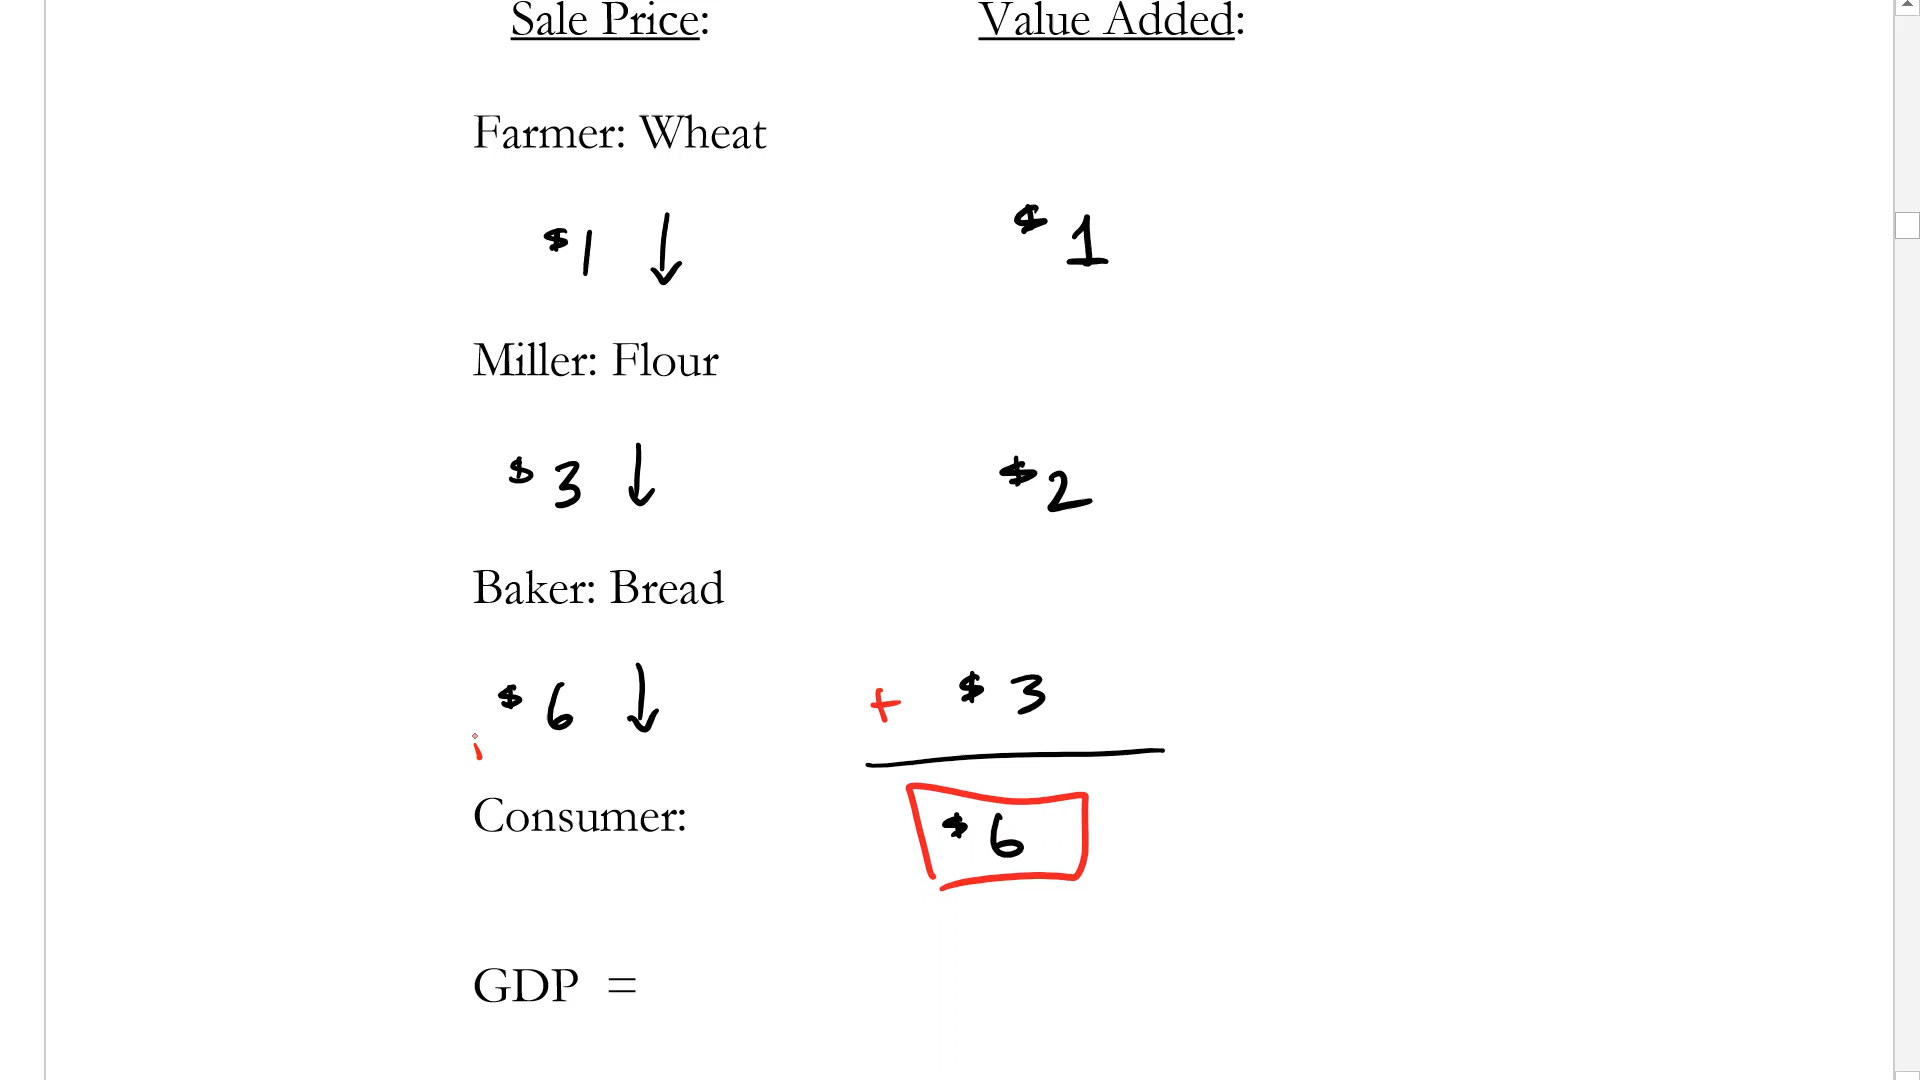 Sale Price: Value Added:
Farmer: Wheat
$1 $1
Miller: Flour
$3 $2
Baker: Bread
$6 + $3
Consumer: $6
GDP =